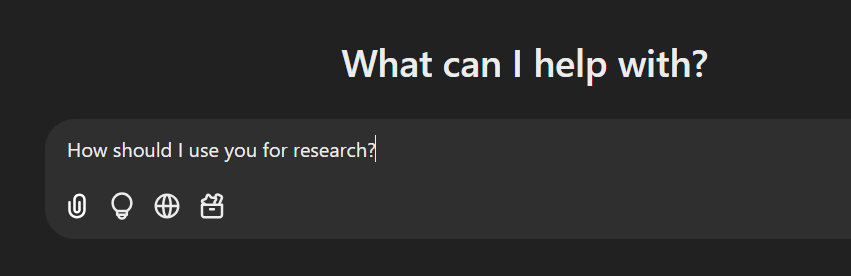 What can I help with?
How should I use you for research?